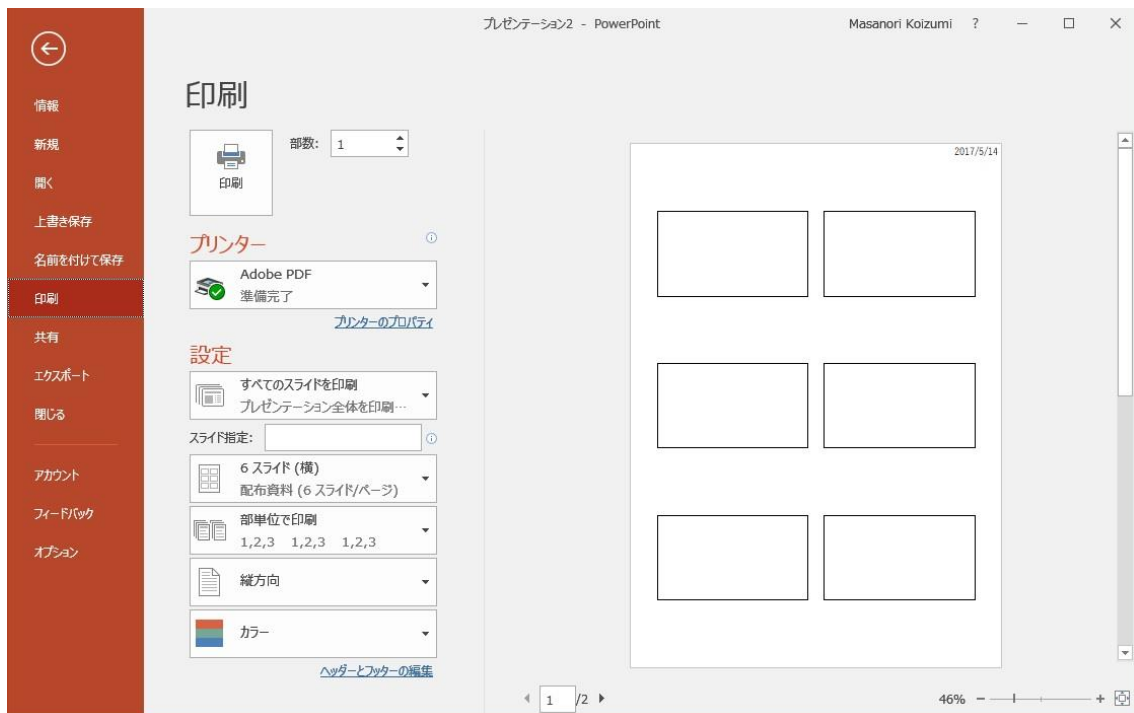 プレゼンテーション2 - PowerPoint
Masanori Koizumi ?
情報
新規
開く
上書き保存
名前を付けて保存
印刷
共有
エクスポート
閉じる
アカウント
フィードバック
オプション
印刷
印刷
部数: 1
プリンター
Adobe PDF
準備完了
プリンターのプロパティ
設定
すべてのスライドを印刷
プレゼンテーション全体を印刷…
スライド指定:
6 スライド (横)
配布資料 (6 スライド/ページ)
部単位で印刷
1,2,3 1,2,3 1,2,3
縦方向
カラー
ヘッダーとフッターの編集
2017/5/14
1 /2
46% - +